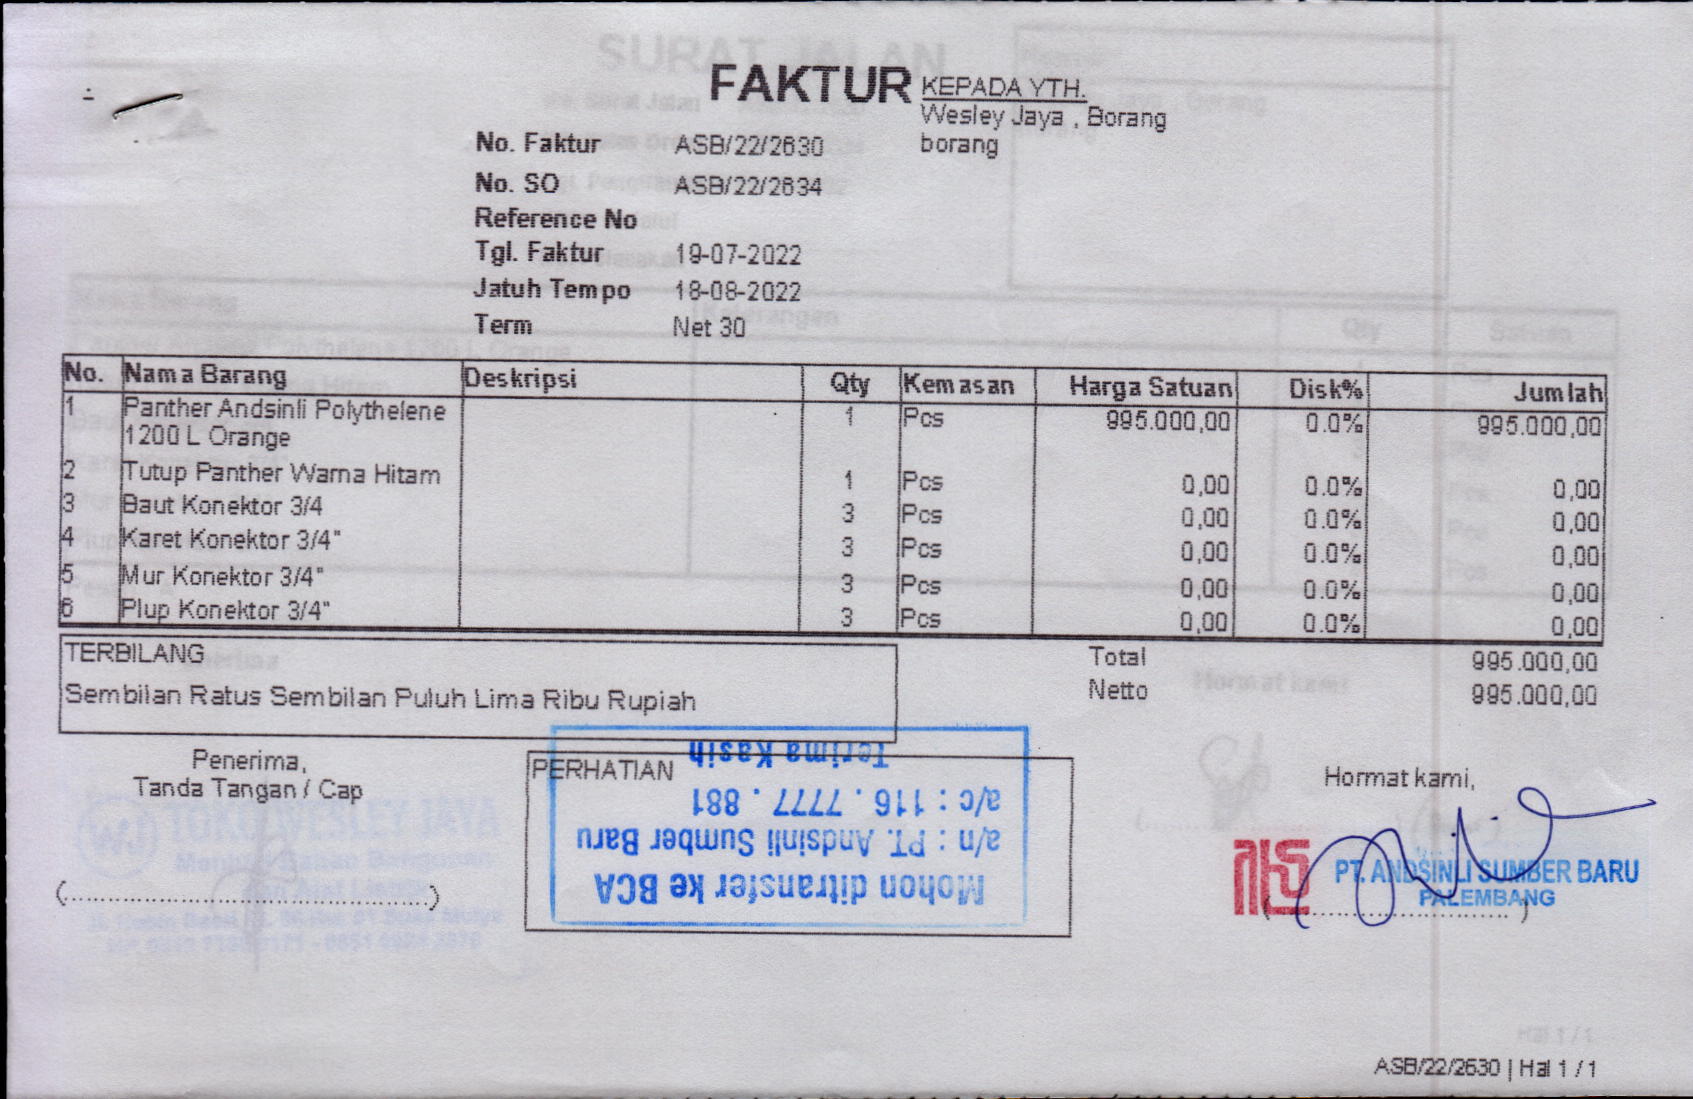 FAKTUR
KEPADA YTH.
Wesley Jaya , Borang
borang
No. Faktur ASB/22/2630
No. SO ASB/22/2634
Reference No
Tgl. Faktur 19-07-2022
Jatuh Tempo 18-08-2022
Term Net 30
No. Nama Barang Deskripsi Qty Kemasan Harga Satuan Disk% Jumlah
1 Panther Andsinli Polythelene 1 Pcs 995.000,00 0.0% 995.000,00
1200 L Orange
2 Tutup Panther Warna Hitam 1 Pcs 0,00 0.0% 0,00
3 Baut Konektor 3/4 3 Pcs 0,00 0.0% 0,00
4 Karet Konektor 3/4" 3 Pcs 0,00 0.0% 0,00
5 Mur Konektor 3/4" 3 Pcs 0,00 0.0% 0,00
6 Plup Konektor 3/4" 3 Pcs 0,00 0.0% 0,00
TERBILANG
Sembilan Ratus Sembilan Puluh Lima Ribu Rupiah
Total 995.000,00
Netto 995.000,00
Penerima,
Tanda Tangan / Cap
TOKO WESLEY JAYA
PERHATIAN
Mohon ditransfer ke BCA
a/n : PT. Andsinli Sumber Baru
a/c : 116 . 7777 . 881
Terima Kasih
Hormat kami,
PT. ANDSINLI SUMBER BARU
PALEMBANG
SURAT JALAN
ASB/22/2630 | Hal 1 / 1